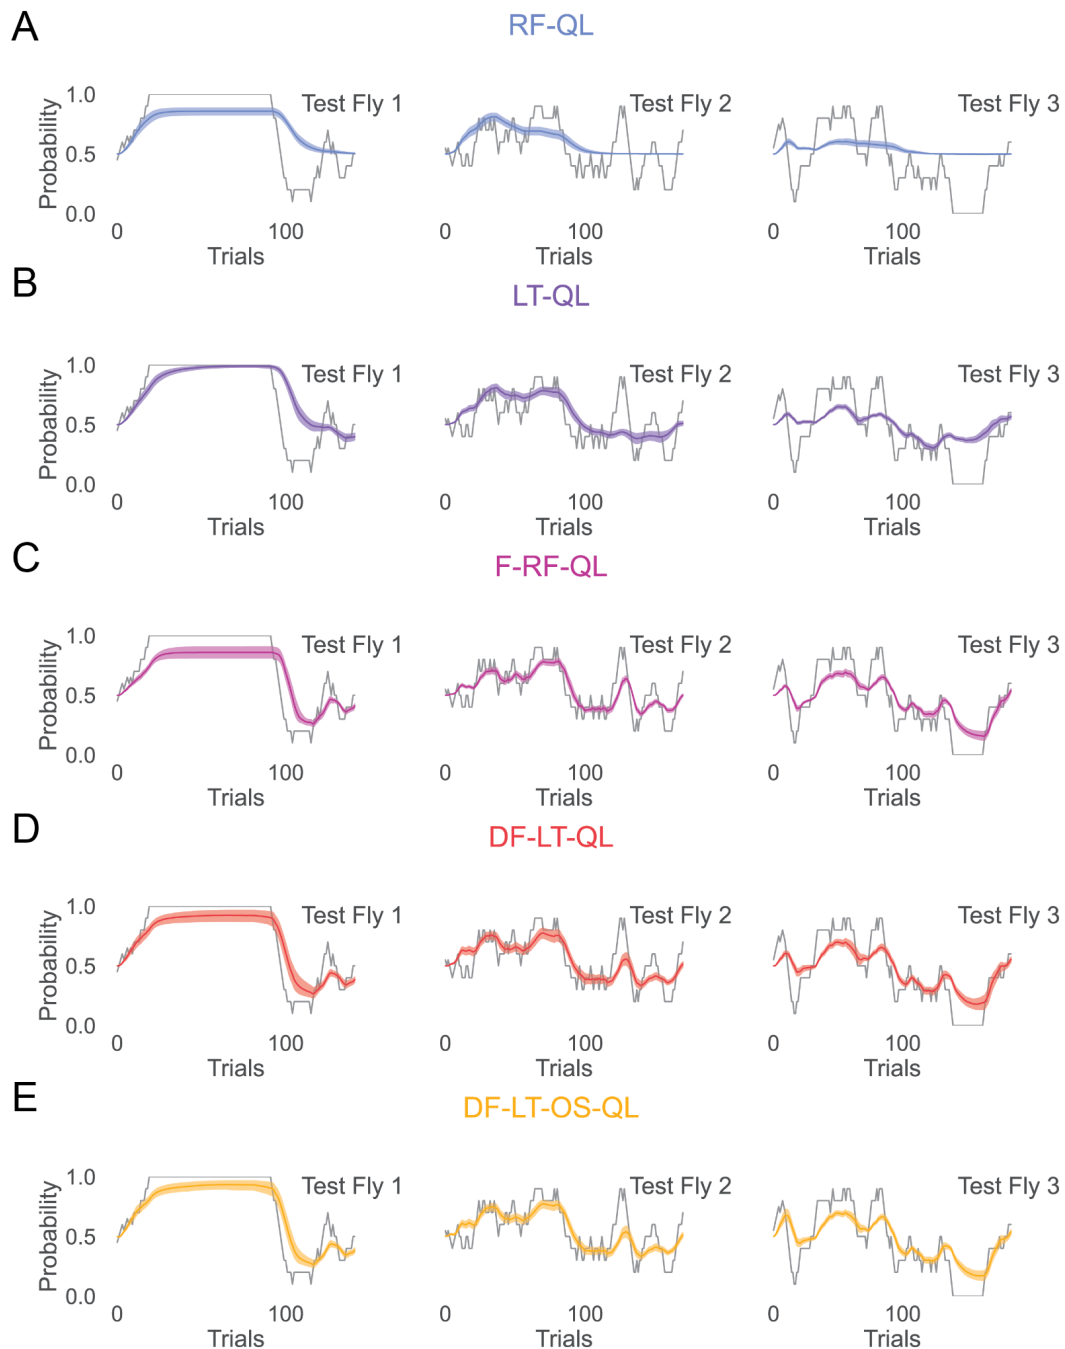 A
RF-QL
Probability
1.0
0.5
0.0
Test Fly 1
Test Fly 2
Test Fly 3
0
100
0
100
0
100
Trials
Trials
Trials
B
LT-QL
Probability
1.0
0.5
0.0
Test Fly 1
Test Fly 2
Test Fly 3
0
100
0
100
0
100
Trials
Trials
Trials
C
F-RF-QL
Probability
1.0
0.5
0.0
Test Fly 1
Test Fly 2
Test Fly 3
0
100
0
100
0
100
Trials
Trials
Trials
D
DF-LT-QL
Probability
1.0
0.5
0.0
Test Fly 1
Test Fly 2
Test Fly 3
0
100
0
100
0
100
Trials
Trials
Trials
E
DF-LT-OS-QL
Probability
1.0
0.5
0.0
Test Fly 1
Test Fly 2
Test Fly 3
0
100
0
100
0
100
Trials
Trials
Trials